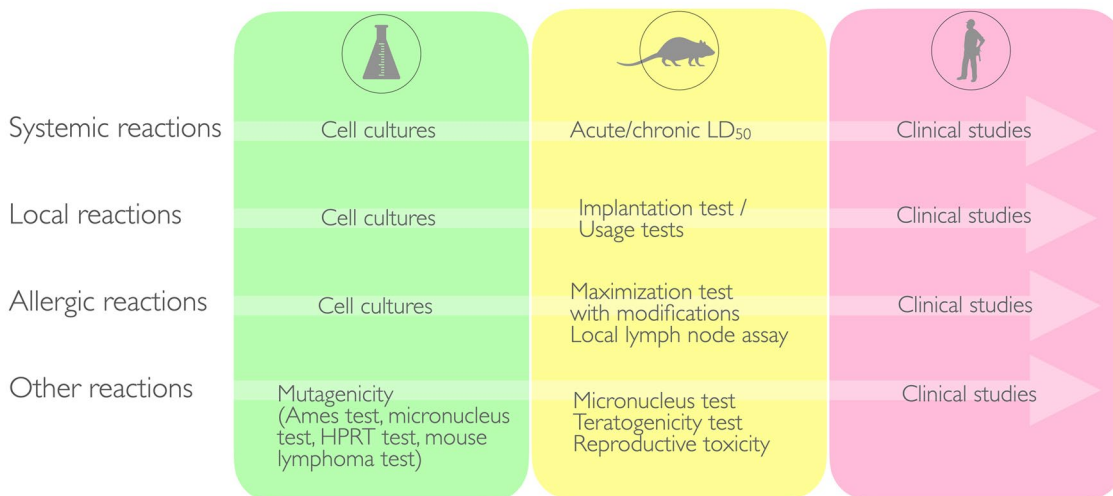 Systemic reactions
Cell cultures
Acute/chronic LD₅₀
Clinical studies
Local reactions
Cell cultures
Implantation test /
Usage tests
Clinical studies
Allergic reactions
Cell cultures
Maximization test
with modifications
Local lymph node assay
Clinical studies
Other reactions
Mutagenicity
(Ames test, micronucleus
test, HPRT test, mouse
lymphoma test)
Micronucleus test
Teratogenicity test
Reproductive toxicity
Clinical studies